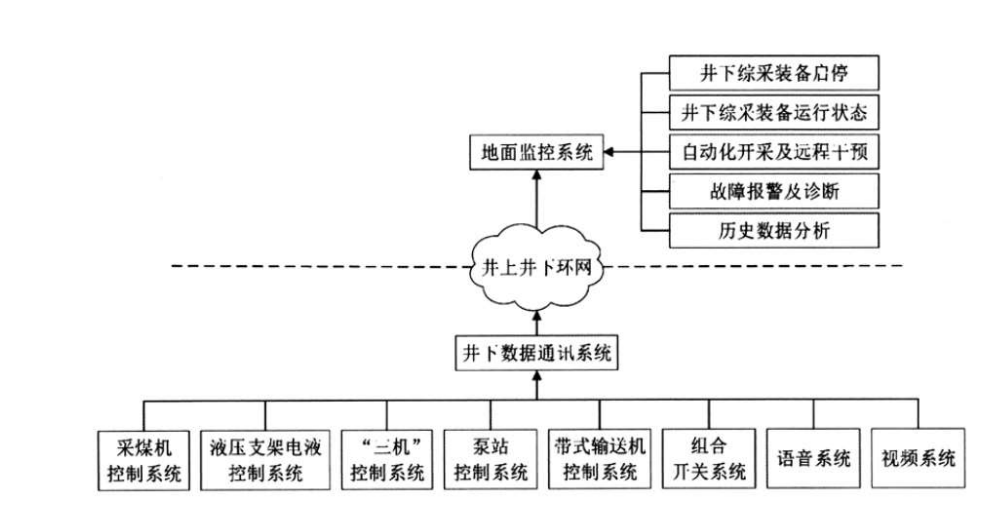 井下综采装备启停
井下综采装备运行状态
地面监控系统
自动化开采及远程干预
故障报警及诊断
历史数据分析
井上井下环网
井下数据通讯系统
采煤机
控制系统
液压支架电液
控制系统
“三机”
控制系统
泵站
控制系统
带式输送机
控制系统
组合
开关系统
语音系统
视频系统